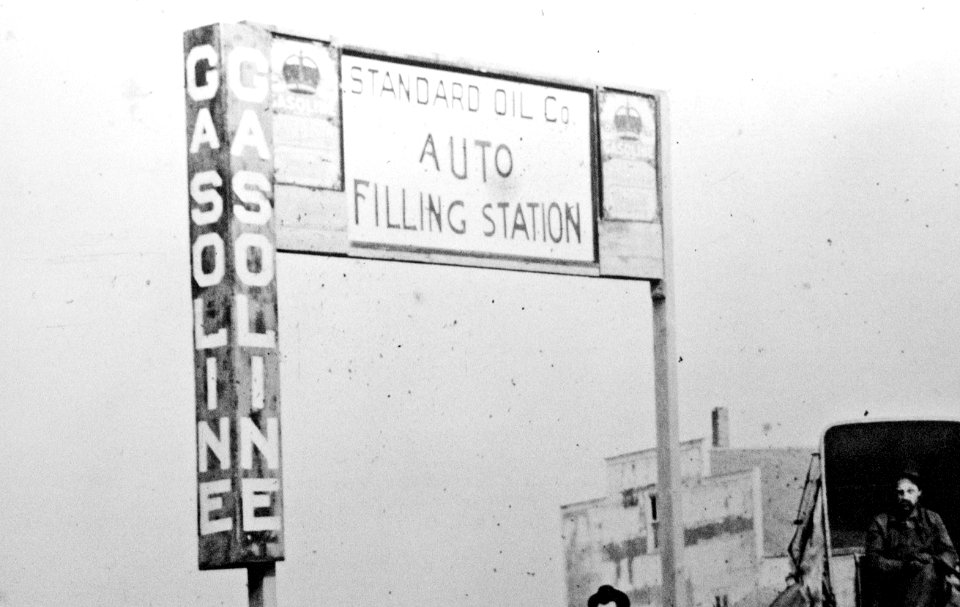 GASOLINE
GASOLINE
STANDARD OIL Co.
AUTO
FILLING STATION